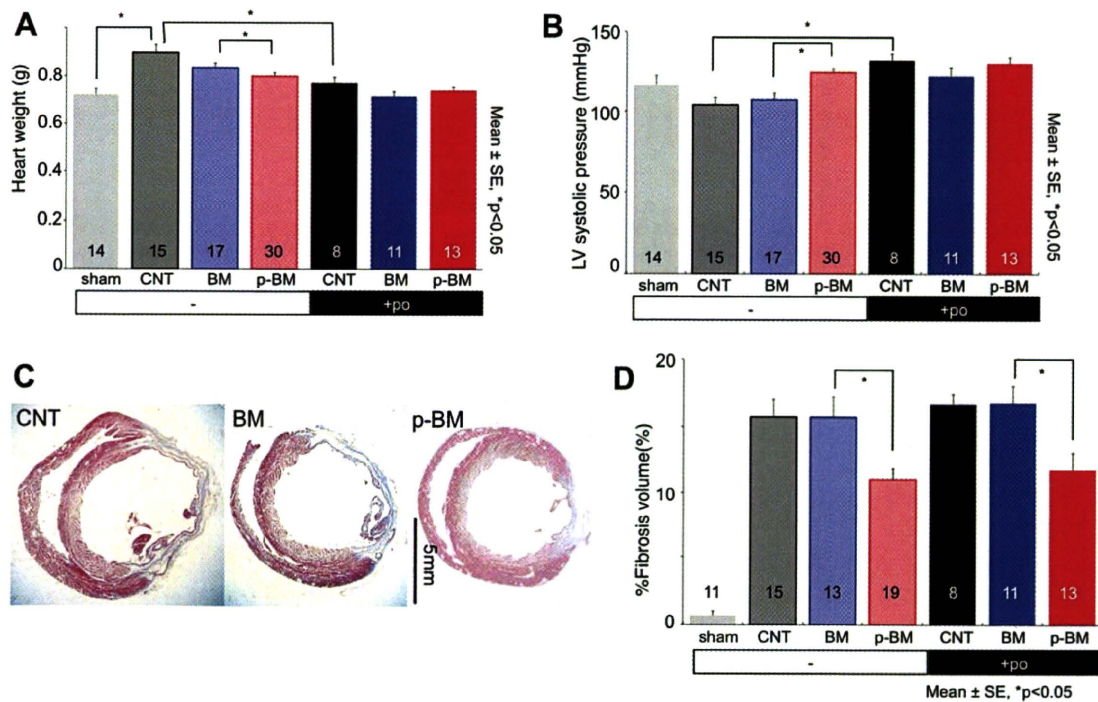 A
Heart weight (g)
0.8
0.6
0.4
0.2
0
*
*
*
14 15 17 30 8 11 13
sham CNT BM p-BM CNT BM p-BM
- +po
Mean ± SE, *p<0.05
B
LV systolic pressure (mmHg)
150
100
50
0
*
*
14 15 17 30 8 11 13
sham CNT BM p-BM CNT BM p-BM
- +po
Mean ± SE, *p<0.05
C
CNT BM p-BM
5mm
D
%Fibrosis volume(%)
20
10
0
*
*
11 15 13 19 8 11 13
sham CNT BM p-BM CNT BM p-BM
- +po
Mean ± SE, *p<0.05